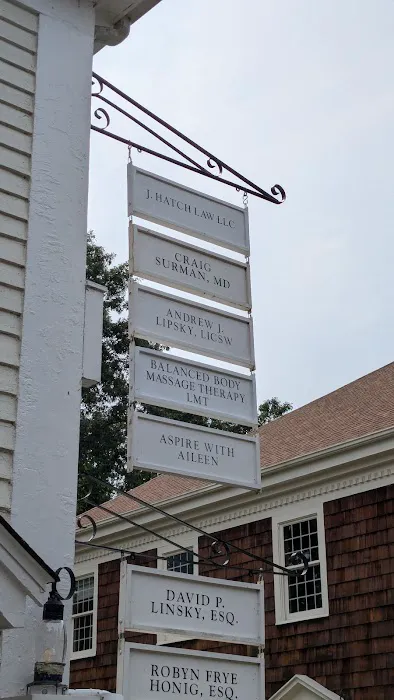 J. HATCH LAW LLC
CRAIG
SURMAN, MD
ANDREW J.
LIPSKY, LICSW
BALANCED BODY
MASSAGE THERAPY
LMT
ASPIRE WITH
AILEEN
DAVID P.
LINSKY, ESQ.
ROBYN FRYE
HONIG, ESQ.